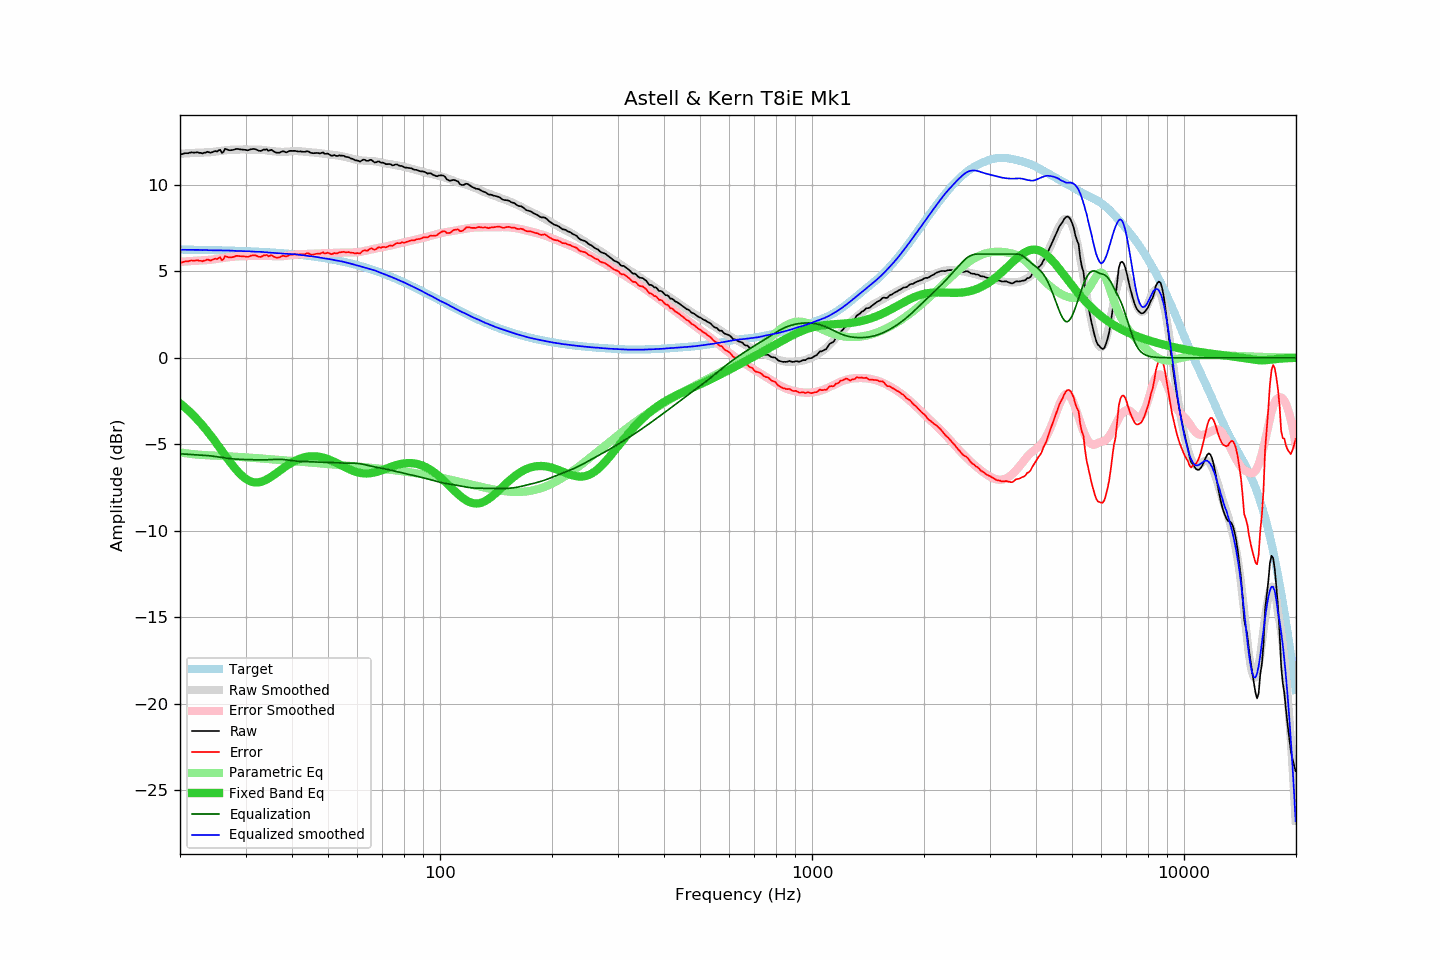 Astell & Kern T8iE Mk1
Amplitude (dBr)
10
5
0
−5
−10
−15
−20
−25
Target
Raw Smoothed
Error Smoothed
Raw
Error
Parametric Eq
Fixed Band Eq
Equalization
Equalized smoothed
100 1000 10000
Frequency (Hz)